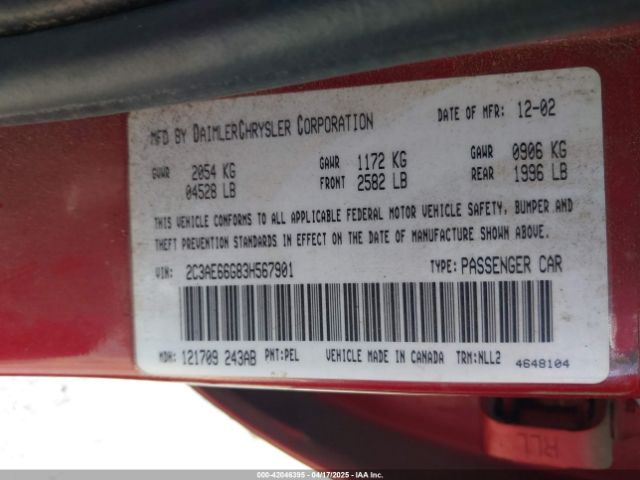 MFD BY DAIMLERCHRYSLER CORPORATION DATE OF MFR: 12-02
GVWR 2054 KG GAWR 1172 KG GAWR 0906 KG
04528 LB FRONT 2582 LB REAR 1996 LB
THIS VEHICLE CONFORMS TO ALL APPLICABLE FEDERAL MOTOR VEHICLE SAFETY, BUMPER AND
THEFT PREVENTION STANDARDS IN EFFECT ON THE DATE OF MANUFACTURE SHOWN ABOVE.
VIN: 2C3AE66G83H567901 TYPE: PASSENGER CAR
MDH: 121709 243AB PNT: PEL VEHICLE MADE IN CANADA TRM: NLL2 4648104
RLL
000-42046395 - 04/17/2025 - IAA Inc.